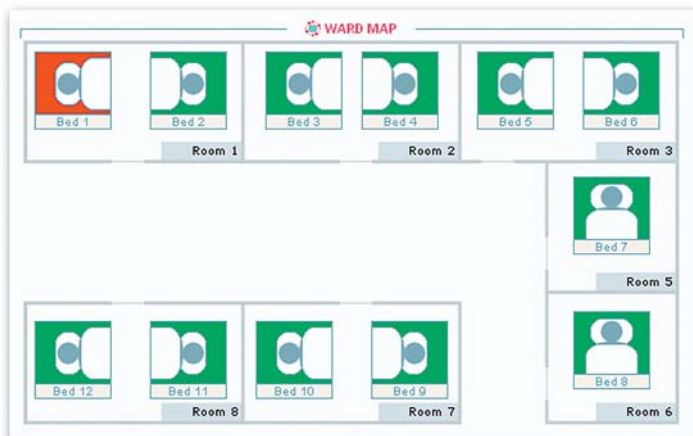 WARD MAP
Bed 1
Bed 2
Bed 3
Bed 4
Bed 5
Bed 6
Room 1
Room 2
Room 3
Bed 7
Room 5
Bed 12
Bed 11
Bed 10
Bed 9
Bed 8
Room 8
Room 7
Room 6